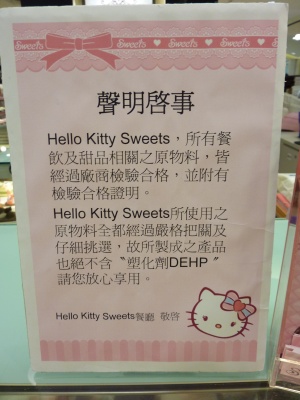 Sweets Sweets Sweets
聲明啓事
Hello Kitty Sweets，所有餐
飲及甜品相關之原物料，皆
經過廠商檢驗合格，並附有
檢驗合格證明。
Hello Kitty Sweets所使用之
原物料全都經過嚴格把關及
仔細挑選，故所製成之產品
也絕不含〝塑化劑DEHP〞
請您放心享用。
Hello Kitty Sweets餐廳 敬啓